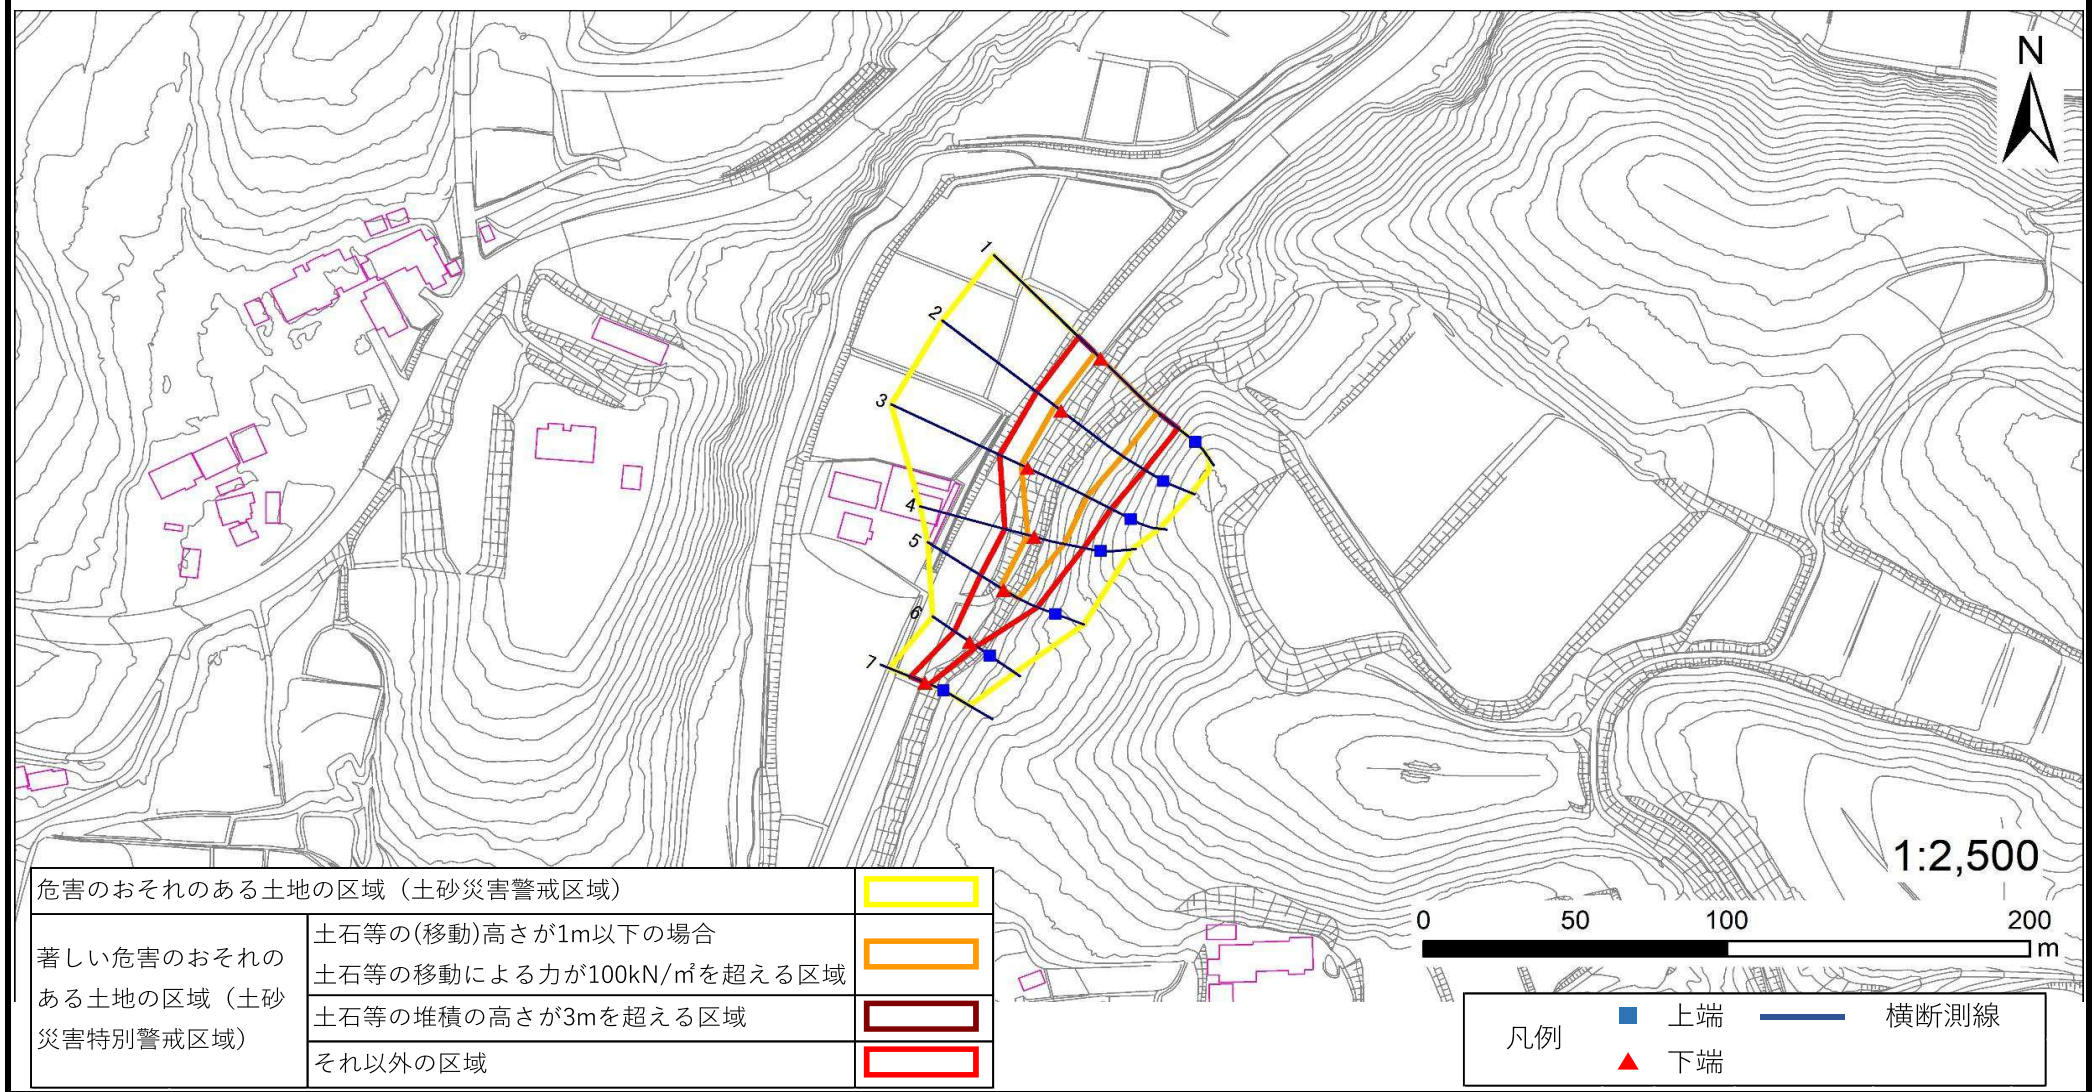 N
1
2
3
4
5
6
7
1:2,500
0 50 100 200
m
危害のおそれのある土地の区域（土砂災害警戒区域）
著しい危害のおそれの
ある土地の区域（土砂
災害特別警戒区域）
土石等の(移動)高さが1m以下の場合
土石等の移動による力が100kN/㎡を超える区域
土石等の堆積の高さが3mを超える区域
それ以外の区域
凡例
上端
横断測線
下端